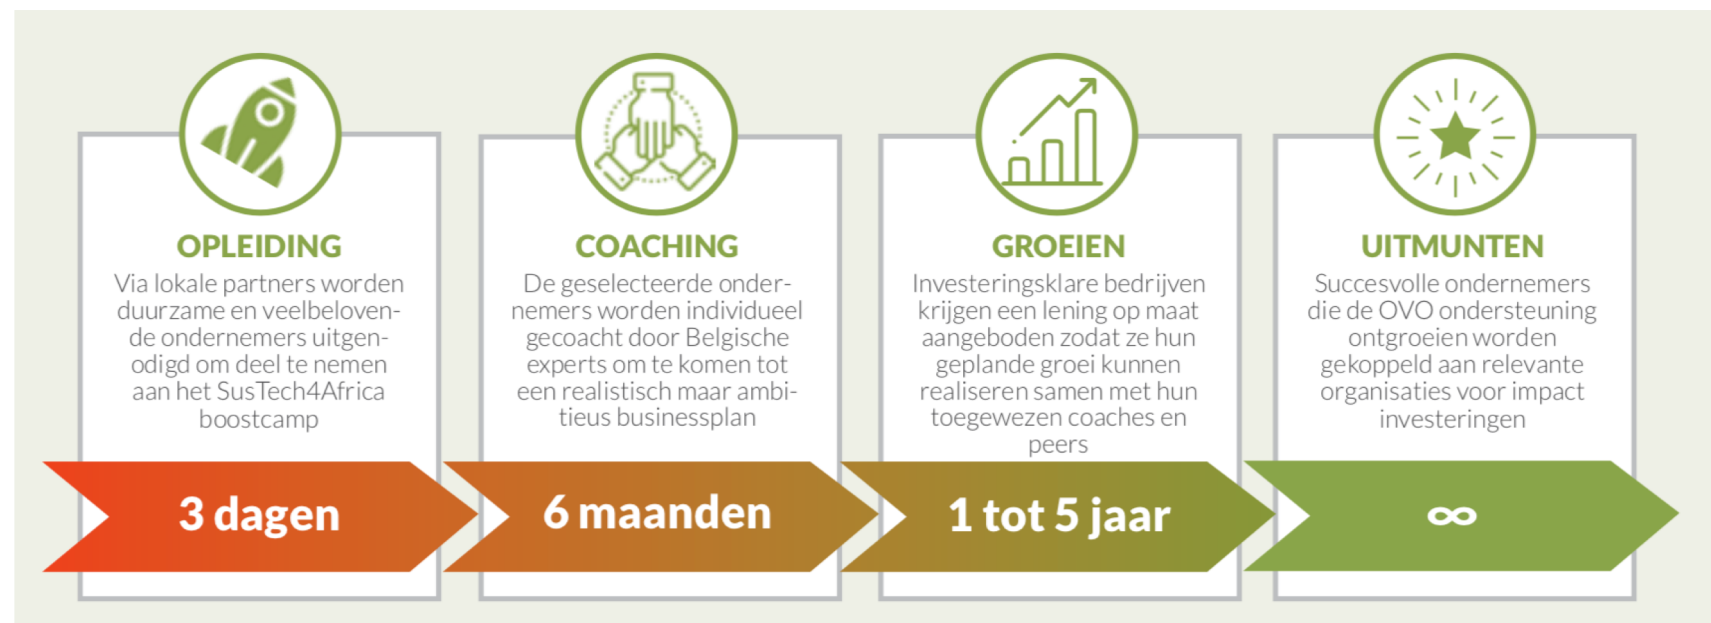 OPLEIDING
Via lokale partners worden
duurzame en veelbeloven-
de ondernemers uitgen-
odigd om deel te nemen
aan het SusTech4Africa
boostcamp
3 dagen
COACHING
De geselecteerde onder-
nemers worden individueel
gecoacht door Belgische
experts om te komen tot
een realistisch maar ambi-
tieus businessplan
6 maanden
GROEIEN
Investeringsklare bedrijven
krijgen een lening op maat
aangeboden zodat ze hun
geplande groei kunnen
realiseren samen met hun
toegewezen coaches en
peers
1 tot 5 jaar
UITMUNTEN
Succesvolle ondernemers
die de OVO ondersteuning
ontgroeien worden
gekoppeld aan relevante
organisaties voor impact
investeringen
∞